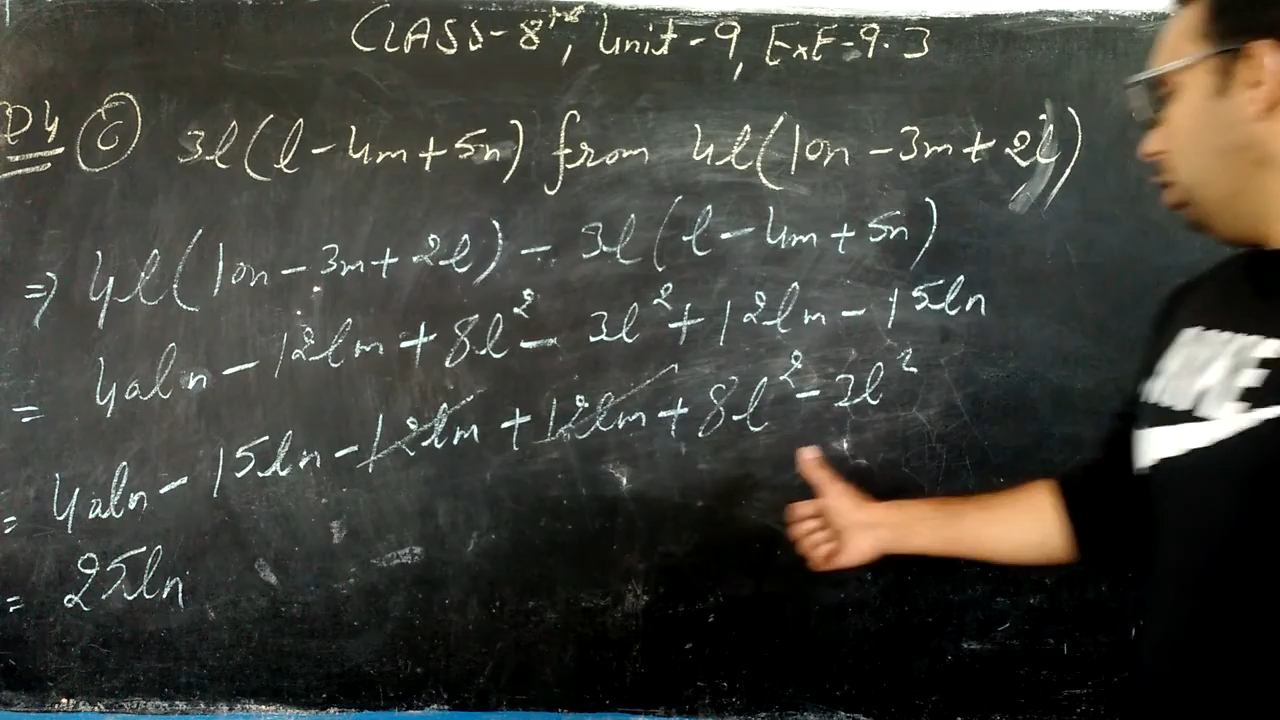 CLASS-8th, Unit-9, ExE-9.3
Q4 (c) 3l(l-4m+5n) from 4l(10n-3m+2l)
⇒ 4l(10n-3m+2l) - 3l(l-4m+5n)
= 40ln-12lm+8l²-3l²+12lm-15ln
= 40ln-15ln-12lm+12lm+8l²-3l²
= 25ln
NIKE